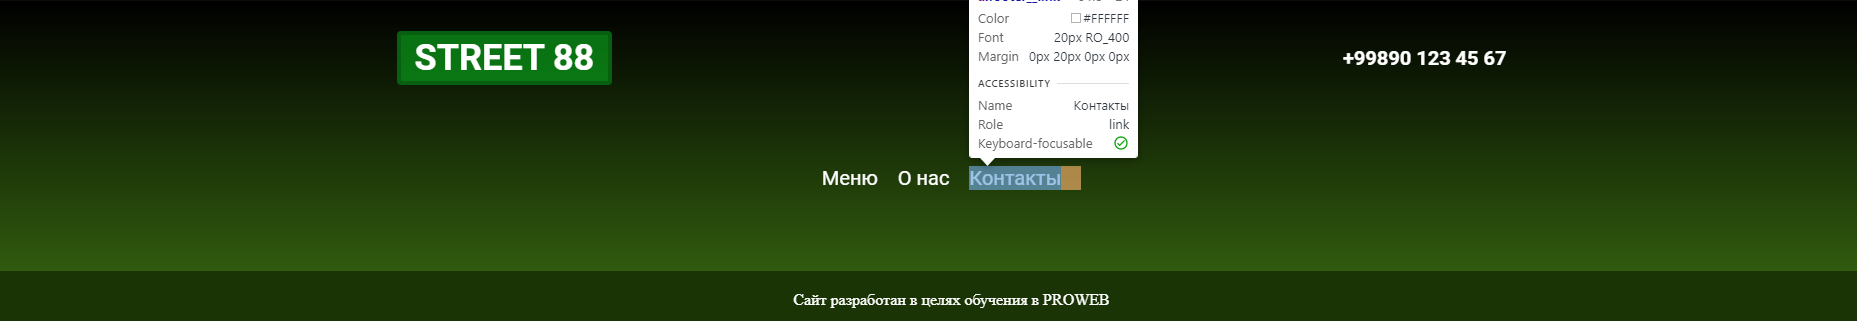 STREET 88
Color #FFFFFF
Font 20px RO_400
Margin 0px 20px 0px 0px
ACCESSIBILITY
Name Контакты
Role link
Keyboard-focusable
+99890 123 45 67
Меню О нас Контакты
Сайт разработан в целях обучения в PROWEB